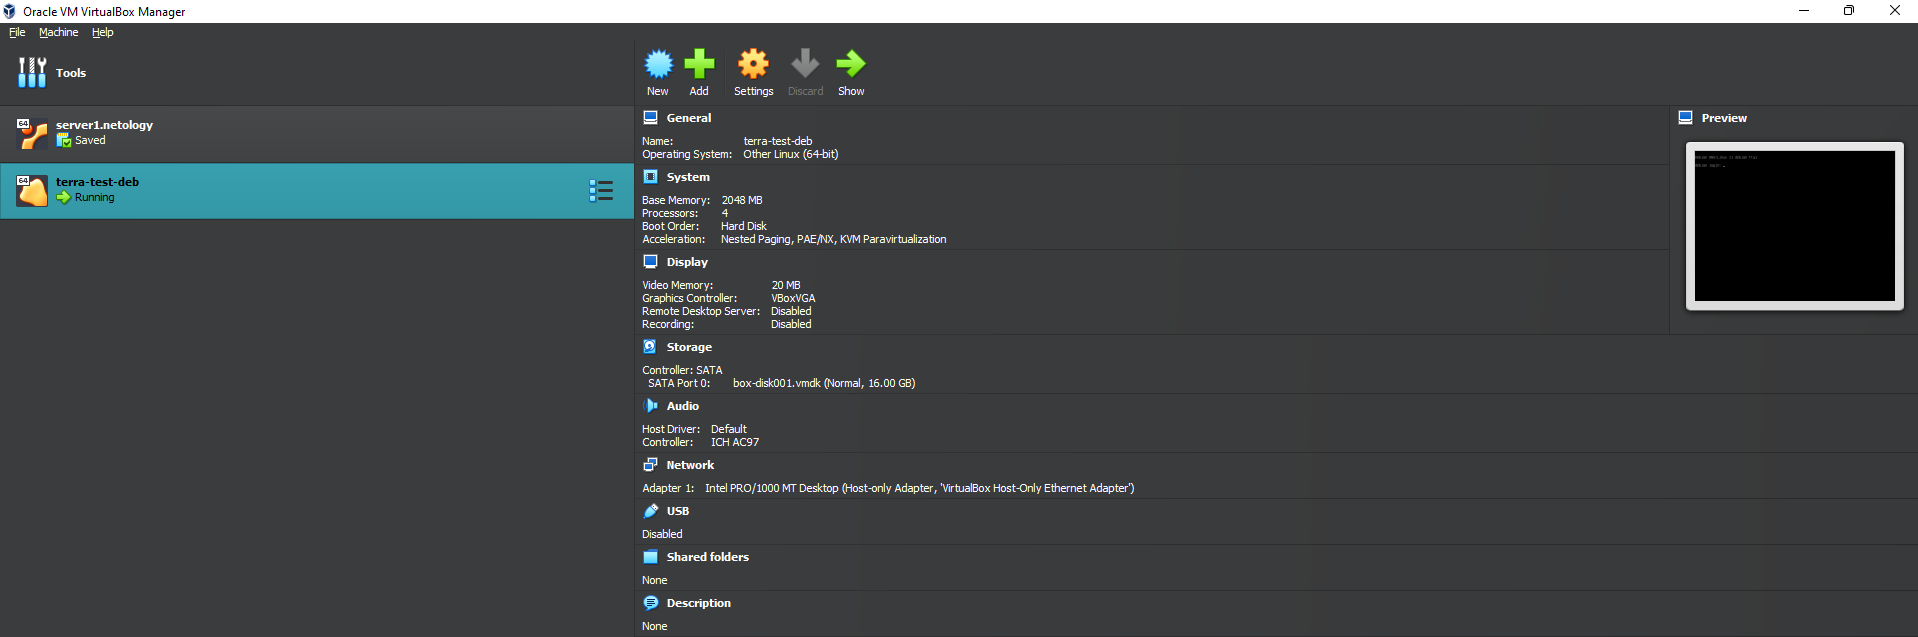 Oracle VM VirtualBox Manager
File Machine Help
Tools
New Add Settings Discard Show
64 server1.netology
Saved
64 terra-test-deb
Running
General
Name: terra-test-deb
Operating System: Other Linux (64-bit)
System
Base Memory: 2048 MB
Processors: 4
Boot Order: Hard Disk
Acceleration: Nested Paging, PAE/NX, KVM Paravirtualization
Display
Video Memory: 20 MB
Graphics Controller: VBoxVGA
Remote Desktop Server: Disabled
Recording: Disabled
Storage
Controller: SATA
SATA Port 0: box-disk001.vmdk (Normal, 16.00 GB)
Audio
Host Driver: Default
Controller: ICH AC97
Network
Adapter 1: Intel PRO/1000 MT Desktop (Host-only Adapter, 'VirtualBox Host-Only Ethernet Adapter')
USB
Disabled
Shared folders
None
Description
None
Preview